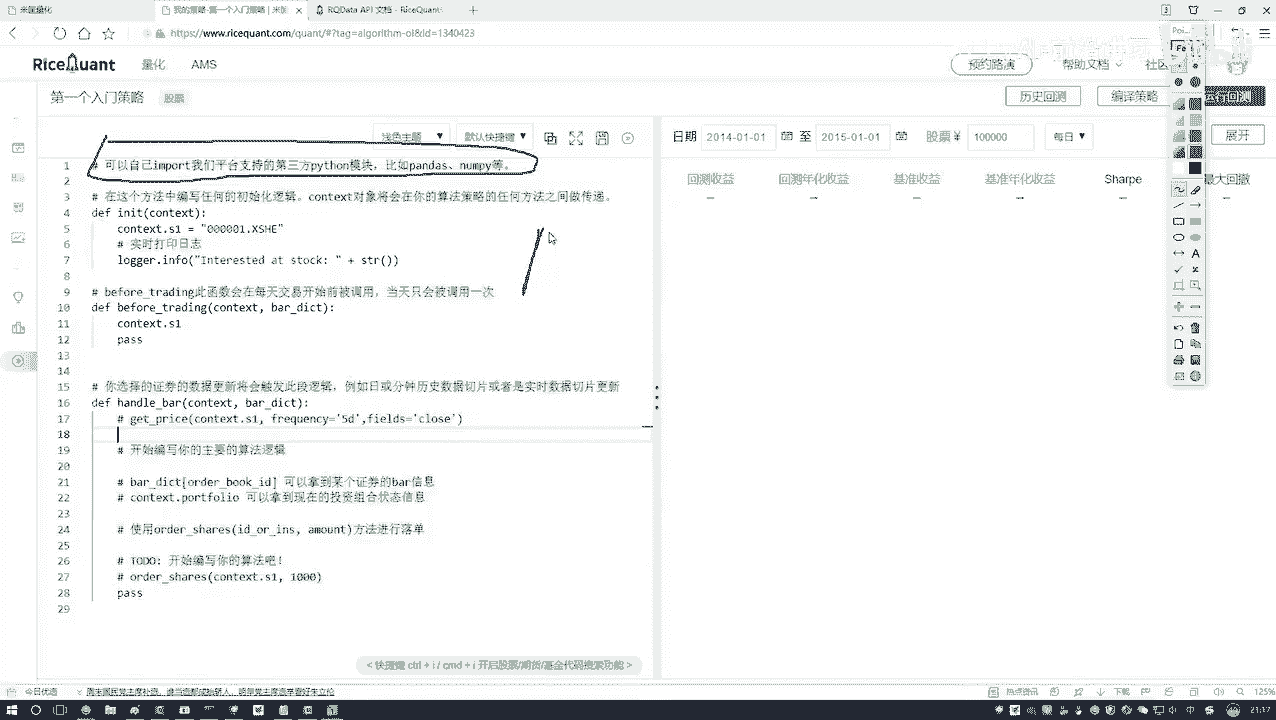 米筐量化
我的策略-第一个入门策略 | 米筐
RQData API 文档 - RiceQuant
https://www.ricequant.com/quant/#?tag=algorithm-ol&id=1340423
RiceQuant
量化
AMS
预约路演
帮助文档
社区
第一个入门策略
股票
历史回测
编译策略
浅色主题
默认快捷键
日期
2014-01-01
至
2015-01-01
股票 ¥
100000
每日
展开
回测收益
回测年化收益
基准收益
基准年化收益
Sharpe
最大回撤
1 可以自己import我们平台支持的第三方python模块，比如pandas、numpy等。
2
3 # 在这个方法中编写任何的初始化逻辑。context对象将会在你的算法策略的任何方法之间做传递。
4 def init(context):
5 context.s1 = "000001.XSHE"
6 # 实时打印日志
7 logger.info("Interested at stock: " + str())
8
9 # before_trading此函数会在每天交易开始前被调用，当天只会被调用一次
10 def before_trading(context, bar_dict):
11 context.s1
12 pass
13
14
15 # 你选择的证券的数据更新将会触发此段逻辑，例如日或分钟历史数据切片或者是实时数据切片更新
16 def handle_bar(context, bar_dict):
17 # get_price(context.s1, frequency='5d',fields='close')
18
19 # 开始编写你的主要的算法逻辑
20
21 # bar_dict[order_book_id] 可以拿到某个证券的bar信息
22 # context.portfolio 可以拿到现在的投资组合状态信息
23
24 # 使用order_shares(id_or_ins, amount)方法进行落单
25
26 # TODO: 开始编写你的算法吧！
27 # order_shares(context.s1, 1000)
28 pass
29
< 快捷键 ctrl + i / cmd + i 开启股票/期货/基金代码搜索功能 >
今日优选
热点资讯
下载
125%
21:17